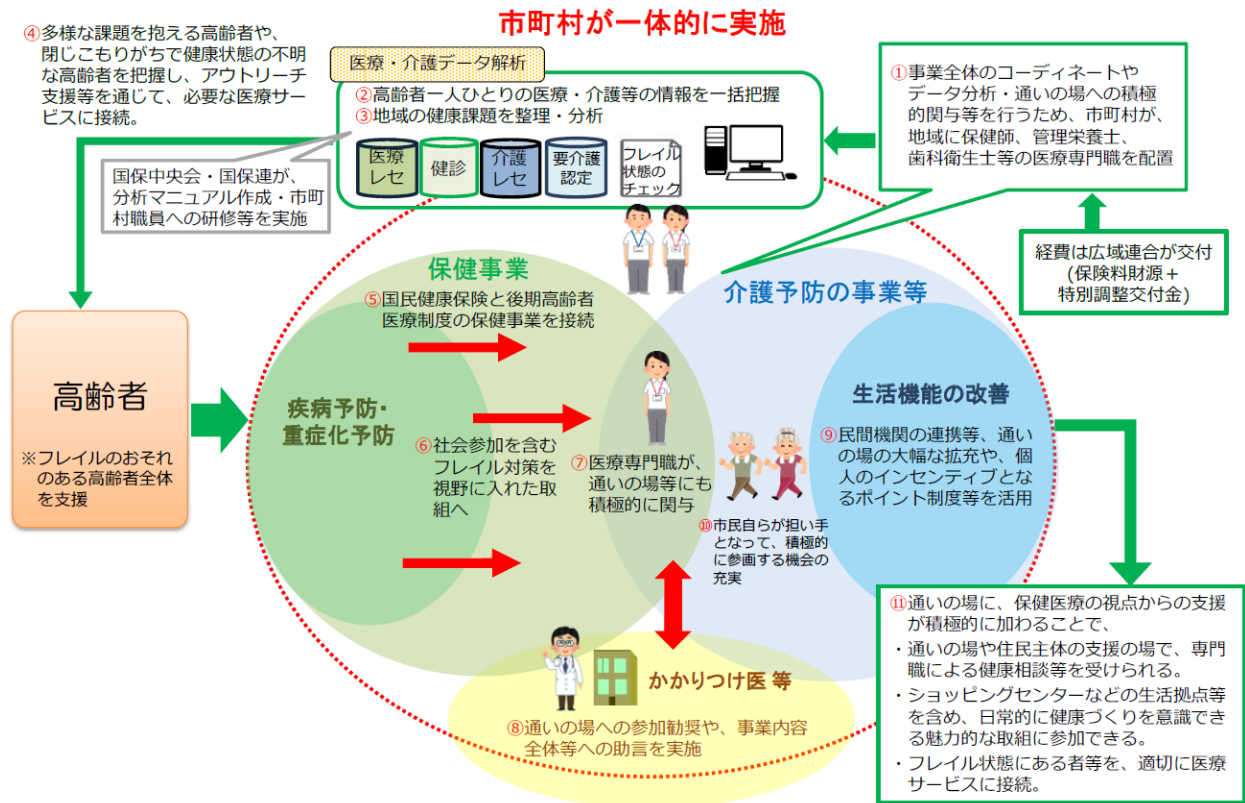 市町村が一体的に実施
④多様な課題を抱える高齢者や、
閉じこもりがちで健康状態の不明
な高齢者を把握し、アウトリーチ
支援等を通じて、必要な医療サー
ビスに接続。
医療・介護データ解析
②高齢者一人ひとりの医療・介護等の情報を一括把握
③地域の健康課題を整理・分析
医療
レセ
健診
介護
レセ
要介護
認定
フレイル
状態の
チェック
①事業全体のコーディネートや
データ分析・通いの場への積極
的関与等を行うため、市町村が、
地域に保健師、管理栄養士、
歯科衛生士等の医療専門職を配置
国保中央会・国保連が、
分析マニュアル作成・市町
村職員への研修等を実施
経費は広域連合が交付
(保険料財源＋
特別調整交付金)
保健事業
⑤国民健康保険と後期高齢者
医療制度の保健事業を接続
介護予防の事業等
高齢者
※フレイルのおそれ
のある高齢者全体
を支援
疾病予防・
重症化予防
⑥社会参加を含む
フレイル対策を
視野に入れた取
組へ
⑦医療専門職が、
通いの場等にも
積極的に関与
生活機能の改善
⑨民間機関の連携等、通い
の場の大幅な拡充や、個
人のインセンティブとな
るポイント制度等を活用
⑩市民自らが担い手
となって、積極的
に参画する機会の
充実
かかりつけ医 等
⑧通いの場への参加勧奨や、事業内容
全体等への助言を実施
⑪通いの場に、保健医療の視点からの支援
が積極的に加わることで、
・通いの場や住民主体の支援の場で、専門
職による健康相談等を受けられる。
・ショッピングセンターなどの生活拠点等
を含め、日常的に健康づくりを意識でき
る魅力的な取組に参加できる。
・フレイル状態にある者等を、適切に医療
サービスに接続。